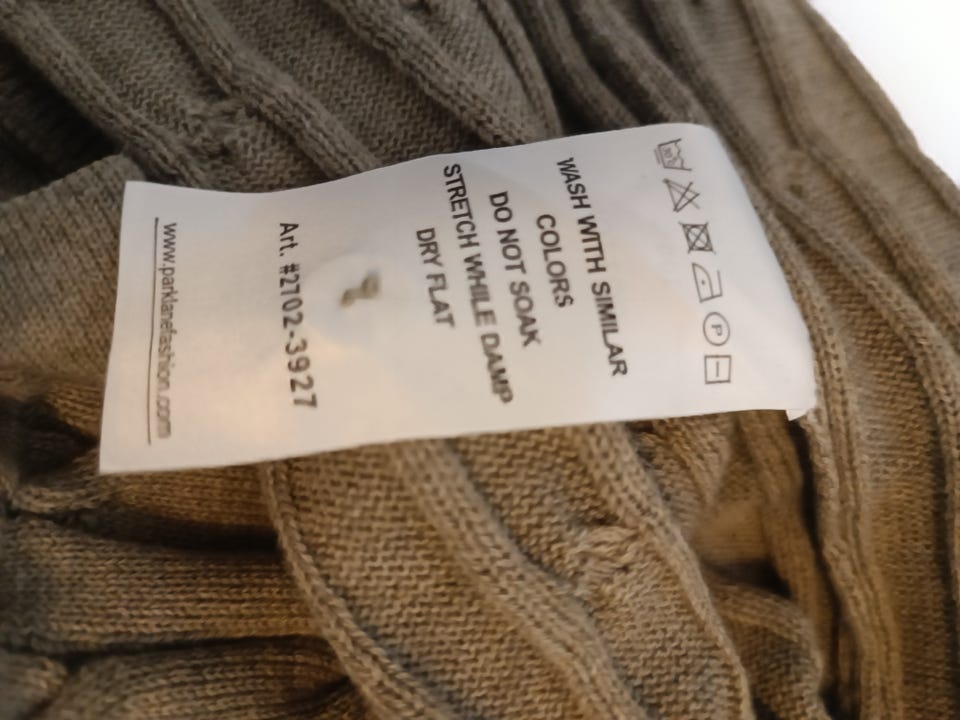 WASH WITH SIMILAR
COLORS
DO NOT SOAK
STRETCH WHILE DAMP
DRY FLAT
Art. #2702-3927
www.parklanefashion.com